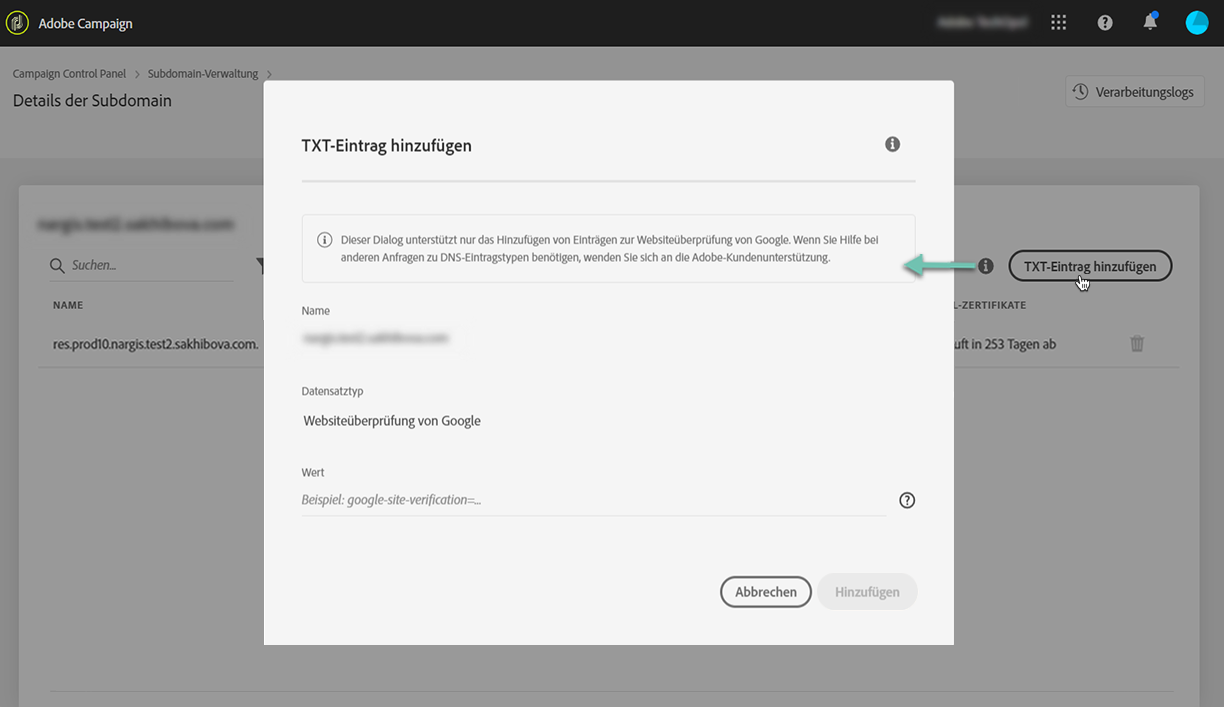 Adobe Campaign
Campaign Control Panel > Subdomain-Verwaltung >
Details der Subdomain
Verarbeitungslogs
TXT-Eintrag hinzufügen
Dieser Dialog unterstützt nur das Hinzufügen von Einträgen zur Websiteüberprüfung von Google. Wenn Sie Hilfe bei
anderen Anfragen zu DNS-Eintragstypen benötigen, wenden Sie sich an die Adobe-Kundenunterstützung.
Suchen...
TXT-Eintrag hinzufügen
NAME
L-ZERTIFIKATE
res.prod10.nargis.test2.sakhibova.com.
uft in 253 Tagen ab
Name
Datensatztyp
Websiteüberprüfung von Google
Wert
Beispiel: google-site-verification=...
Abbrechen
Hinzufügen